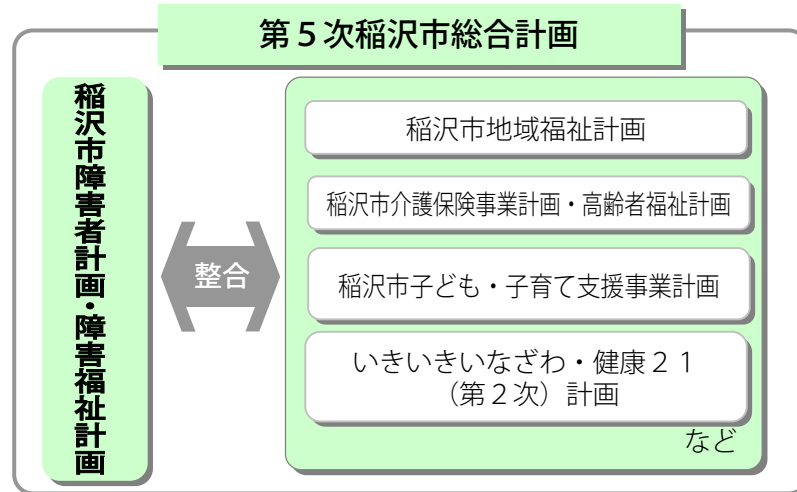 第５次稲沢市総合計画
稲沢市障害者計画・障害福祉計画
整合
稲沢市地域福祉計画
稲沢市介護保険事業計画・高齢者福祉計画
稲沢市子ども・子育て支援事業計画
いきいきいなざわ・健康２１
（第２次）計画
など